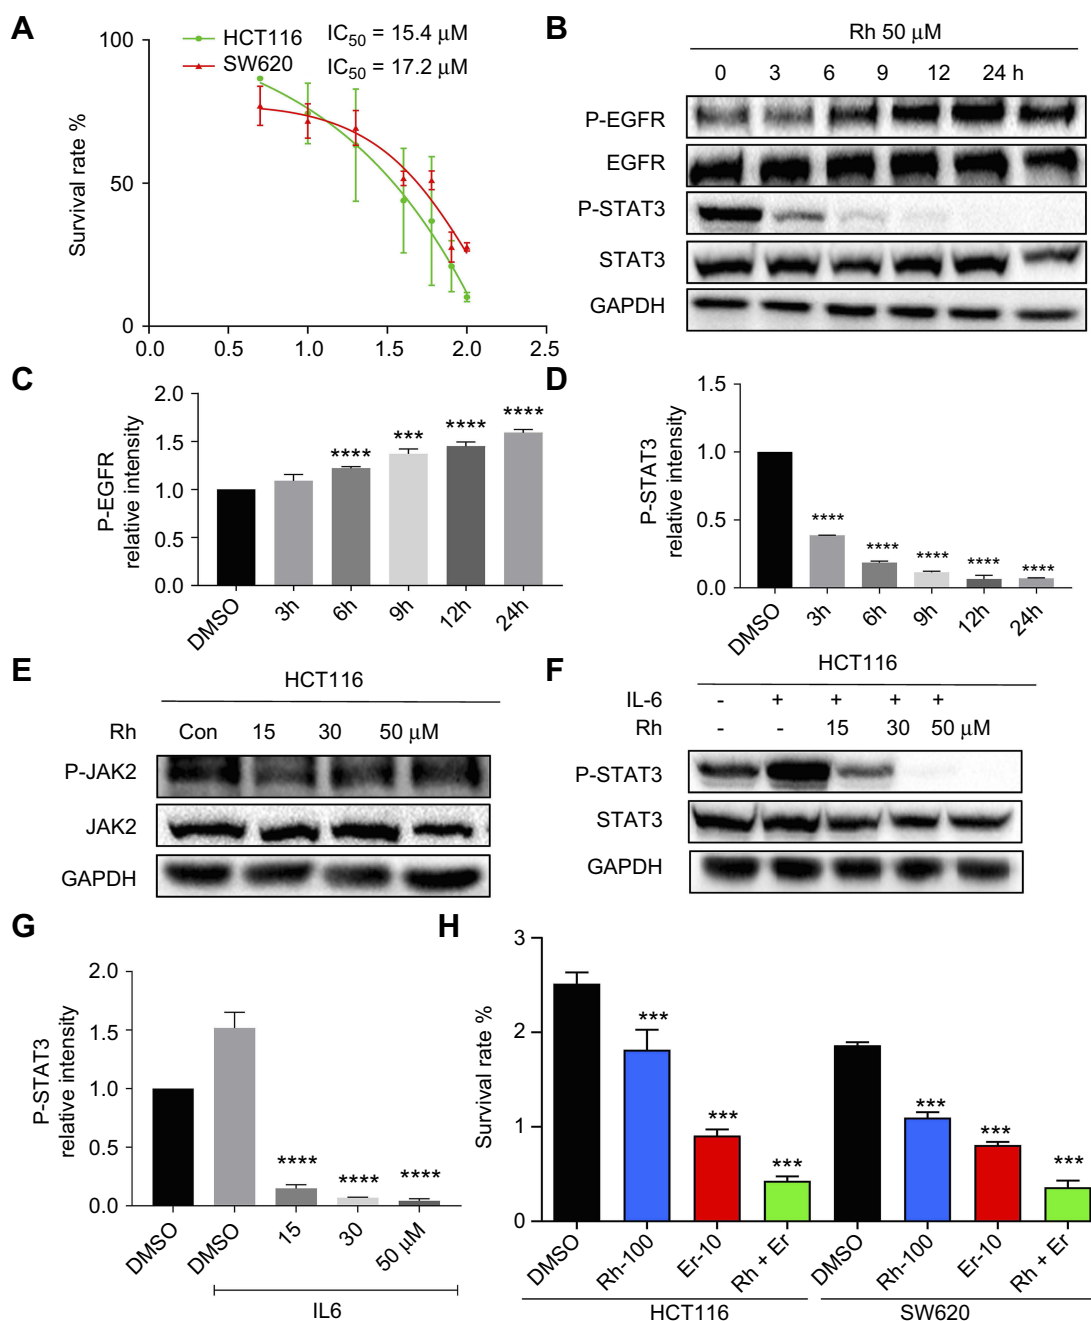 A
100
HCT116 IC50 = 15.4 μM
SW620 IC50 = 17.2 μM
Survival rate %
50
0
0.0 0.5 1.0 1.5 2.0 2.5
B
Rh 50 μM
0 3 6 9 12 24 h
P-EGFR
EGFR
P-STAT3
STAT3
GAPDH
C
P-EGFR
relative intensity
2.0
1.5
1.0
0.5
0.0
**** *** **** ****
DMSO 3h 6h 9h 12h 24h
D
P-STAT3
relative intensity
1.5
1.0
0.5
0.0
**** **** **** **** ****
DMSO 3h 6h 9h 12h 24h
E
HCT116
Rh Con 15 30 50 μM
P-JAK2
JAK2
GAPDH
F
HCT116
IL-6 - + + + +
Rh - - 15 30 50 μM
P-STAT3
STAT3
GAPDH
G
P-STAT3
relative intensity
2.0
1.5
1.0
0.5
0.0
**** **** ****
DMSO DMSO 15 30 50 μM
IL6
H
Survival rate %
3
2
1
0
*** *** *** *** *** ***
DMSO Rh-100 Er-10 Rh + Er DMSO Rh-100 Er-10 Rh + Er
HCT116 SW620